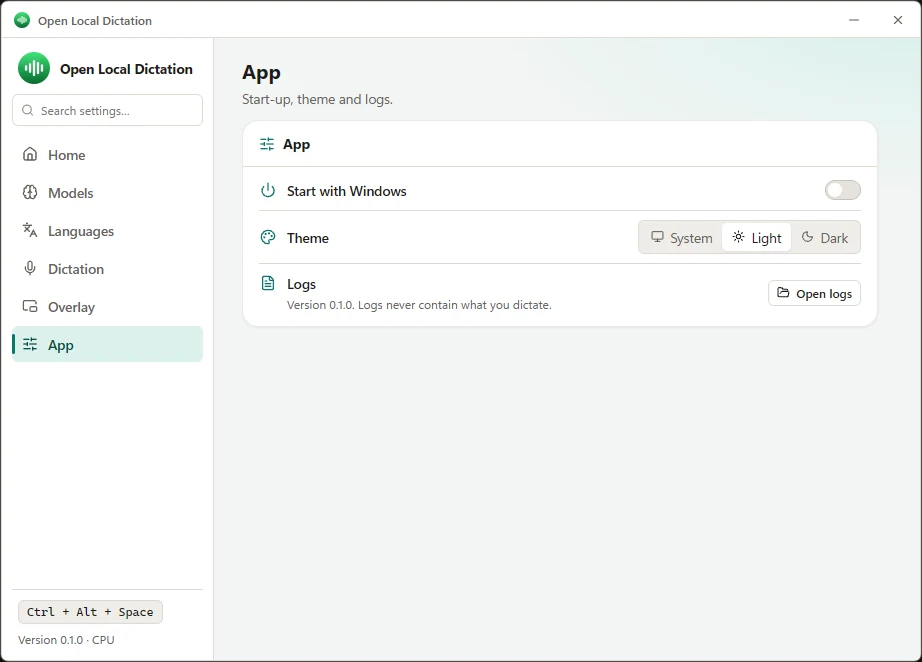 Open Local Dictation
Open Local Dictation
Search settings...
Home
Models
Languages
Dictation
Overlay
App
Ctrl + Alt + Space
Version 0.1.0 · CPU
App
Start-up, theme and logs.
App
Start with Windows
Theme
System Light Dark
Logs
Version 0.1.0. Logs never contain what you dictate.
Open logs